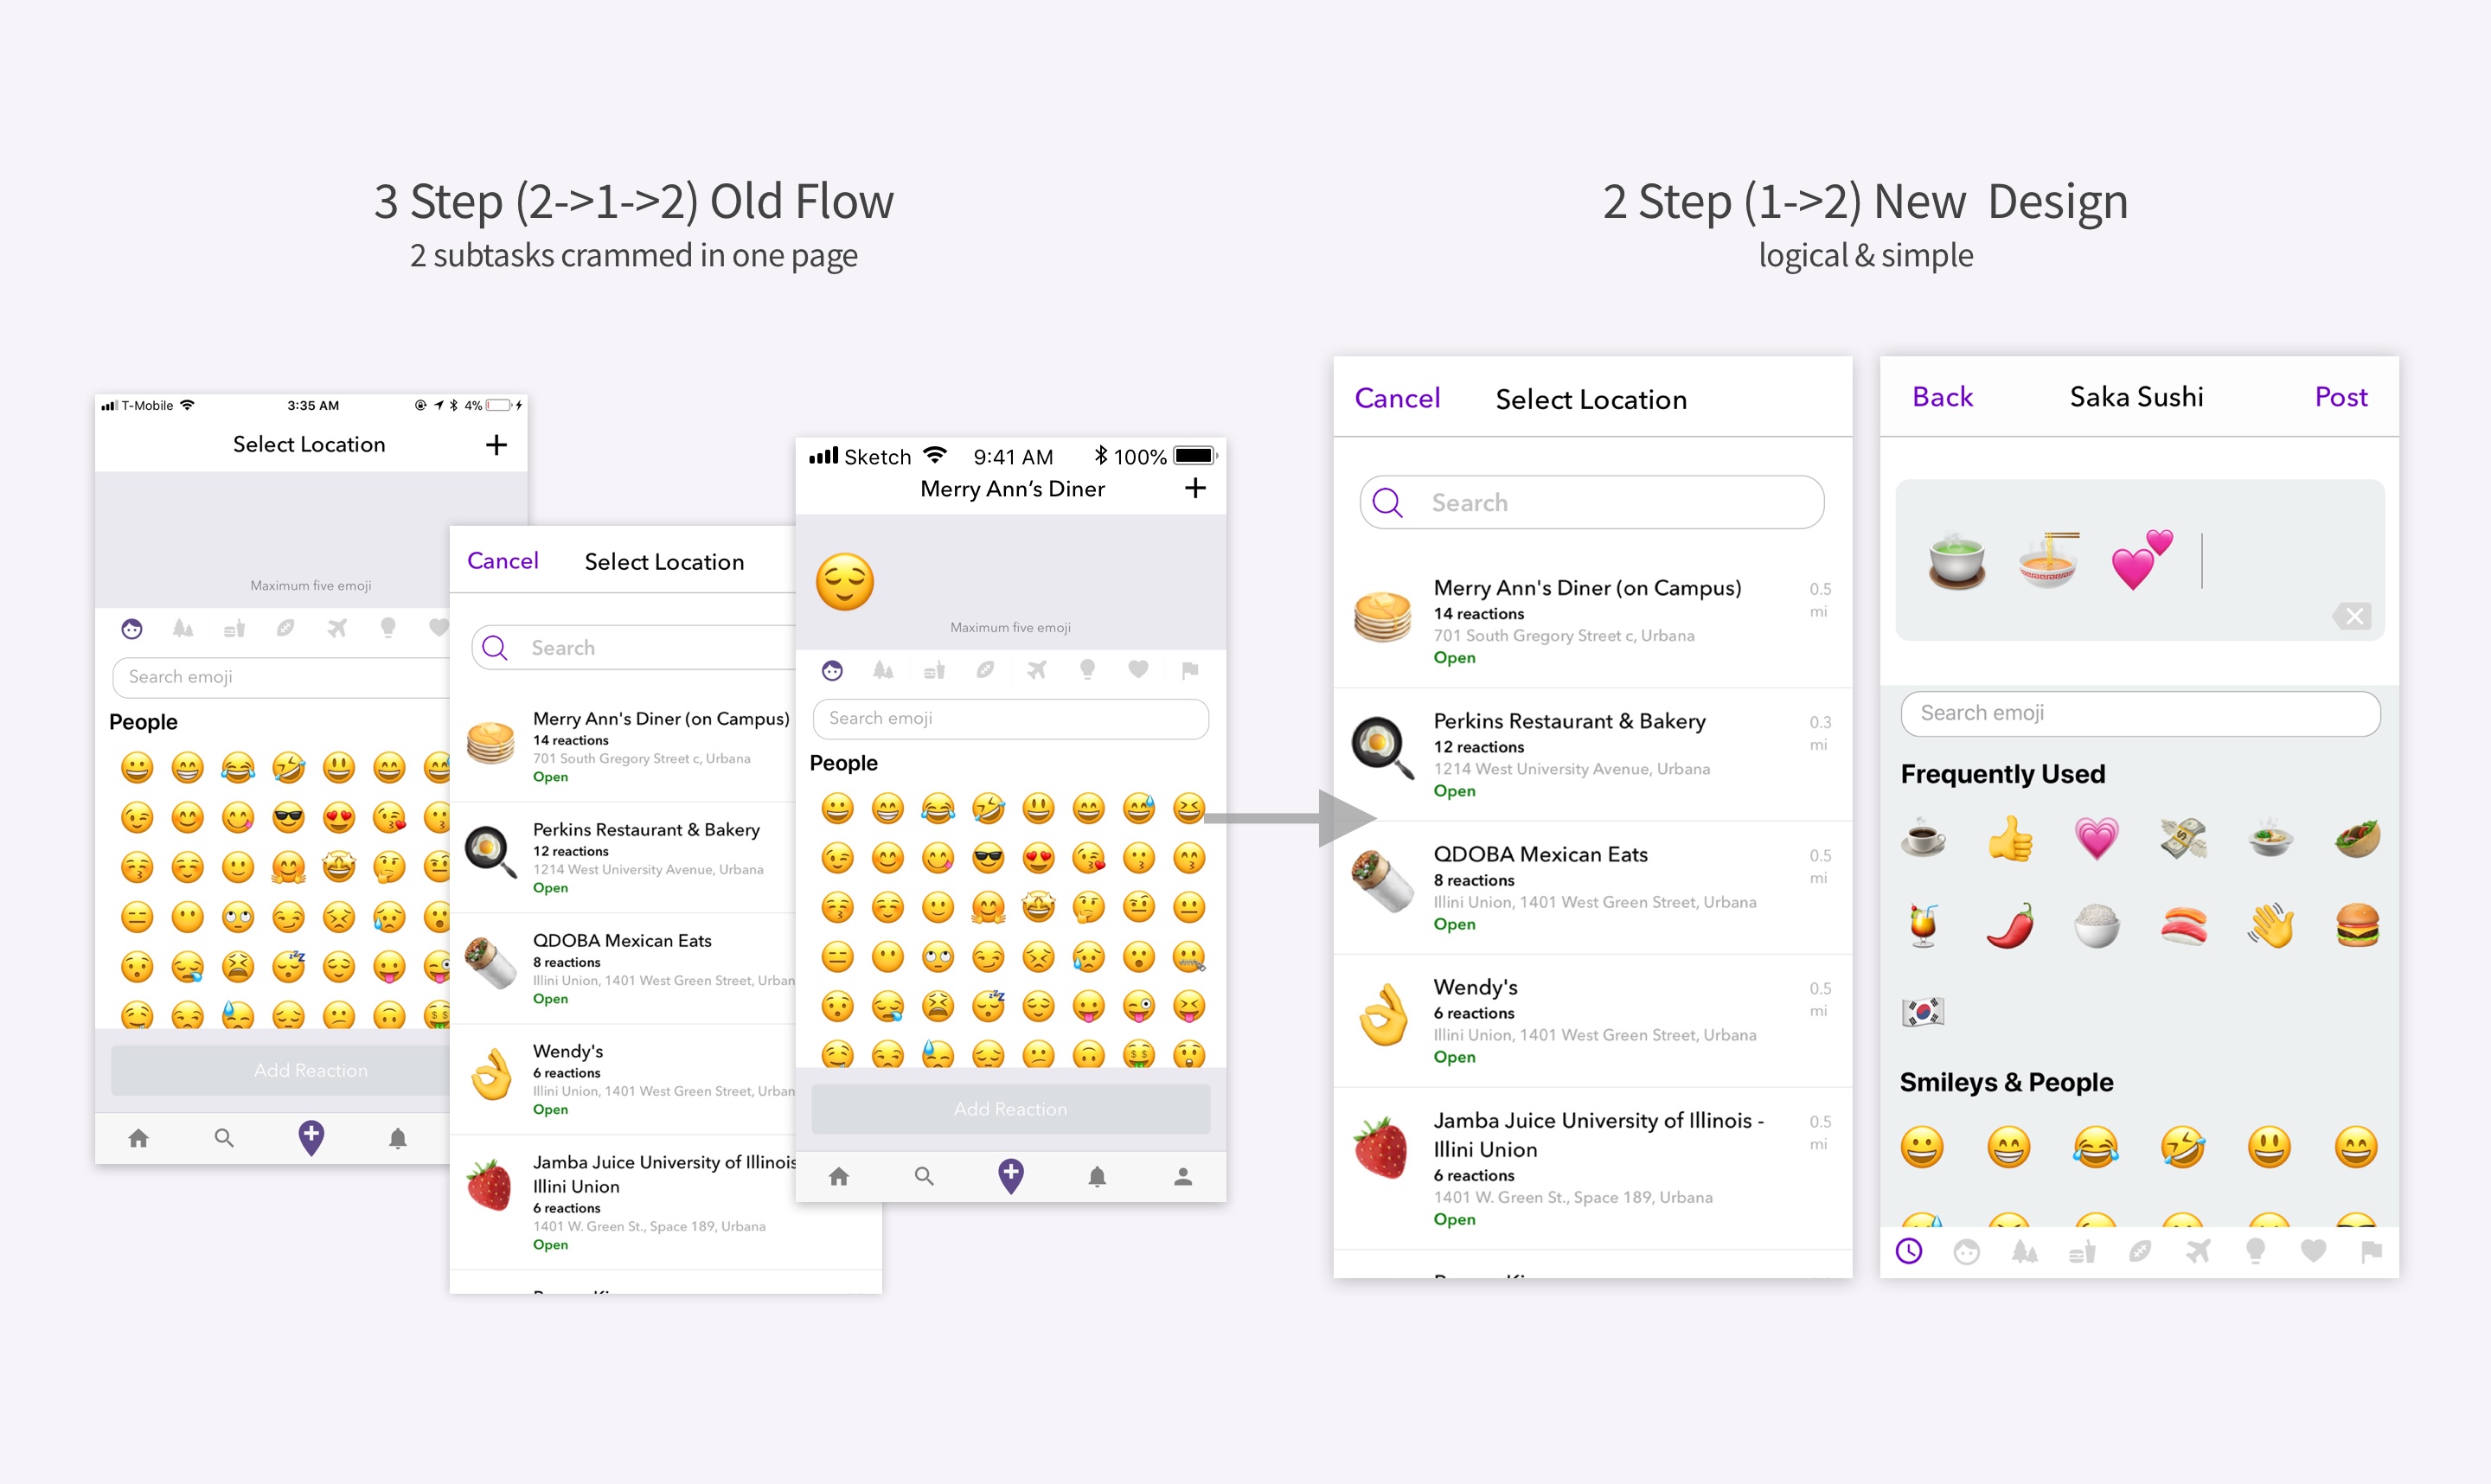 3 Step (2->1->2) Old Flow
2 subtasks crammed in one page
2 Step (1->2) New  Design
logical & simple
T-Mobile 3:35 AM 4%
Select Location +
Maximum five emoji
Search emoji
People
Add Reaction
Cancel Select Location
Search
Merry Ann's Diner (on Campus)
14 reactions
701 South Gregory Street c, Urbana
Open
Perkins Restaurant & Bakery
12 reactions
1214 West University Avenue, Urbana
Open
QDOBA Mexican Eats
8 reactions
Illini Union, 1401 West Green Street, Urban
Open
Wendy's
6 reactions
Illini Union, 1401 West Green Street, Urban
Open
Jamba Juice University of Illinois
Illini Union
6 reactions
1401 W. Green St., Space 189, Urbana
Open
Sketch 9:41 AM 100%
Merry Ann’s Diner +
Maximum five emoji
Search emoji
People
Add Reaction
Cancel Select Location
Search
Merry Ann's Diner (on Campus) 0.5
14 reactions mi
701 South Gregory Street c, Urbana
Open
Perkins Restaurant & Bakery 0.3
12 reactions mi
1214 West University Avenue, Urbana
Open
QDOBA Mexican Eats 0.5
8 reactions mi
Illini Union, 1401 West Green Street, Urbana
Open
Wendy's 0.5
6 reactions mi
Illini Union, 1401 West Green Street, Urbana
Open
Jamba Juice University of Illinois - 0.5
Illini Union mi
6 reactions
1401 W. Green St., Space 189, Urbana
Open
Back Saka Sushi Post
Search emoji
Frequently Used
Smileys & People